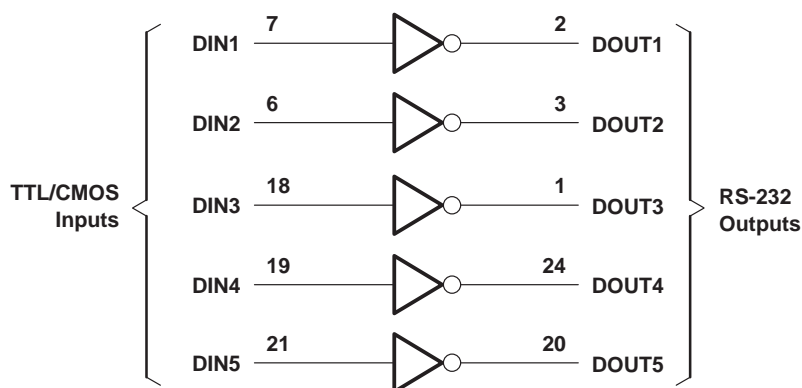 DIN1 7 2 DOUT1
DIN2 6 3 DOUT2
TTL/CMOS
Inputs
DIN3 18 1 DOUT3
RS-232
Outputs
DIN4 19 24 DOUT4
DIN5 21 20 DOUT5